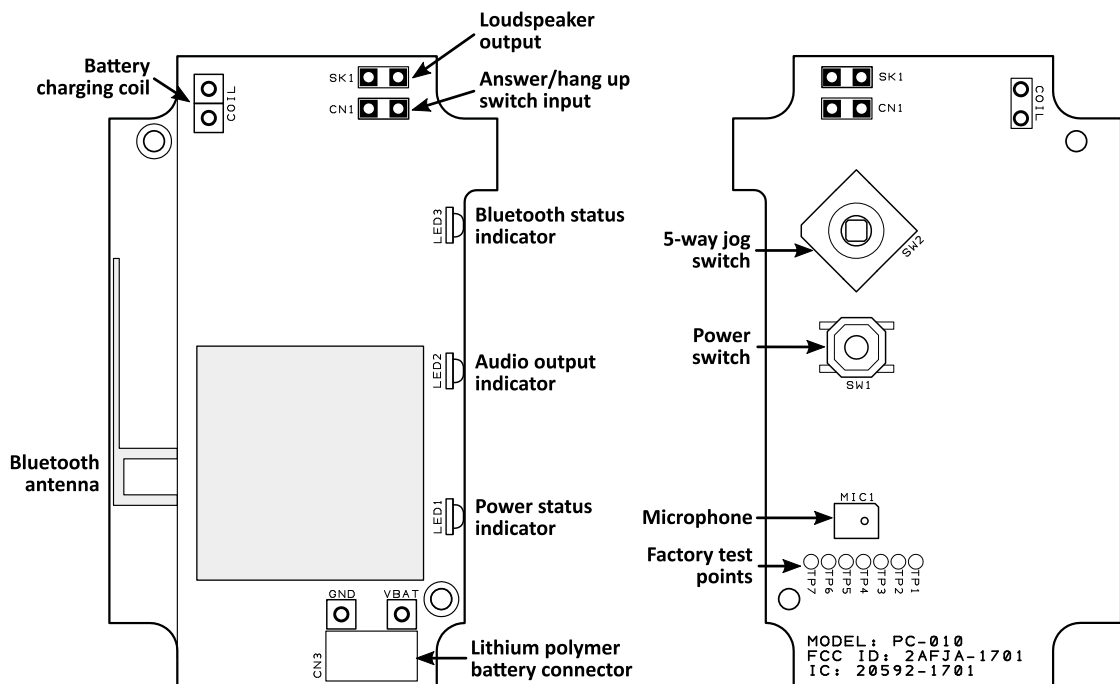 Loudspeaker
output
Battery
charging coil
SK1
Answer/hang up
switch input
CN1
COIL
LED3
Bluetooth status
indicator
LED2
Audio output
indicator
Bluetooth
antenna
LED1
Power status
indicator
GND
VBAT
CN3
Lithium polymer
battery connector
SK1
CN1
COIL
5-way jog
switch
SW2
Power
switch
SW1
MIC1
Microphone
Factory test
points
TP7
TP6
TP5
TP4
TP3
TP2
TP1
MODEL: PC-010
FCC ID: 2AFJA-1701
IC: 20592-1701